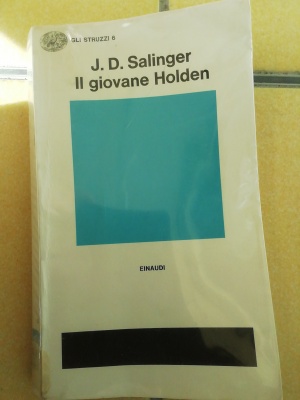 GLI STRUZZI 8
J. D. Salinger
Il giovane Holden
EINAUDI